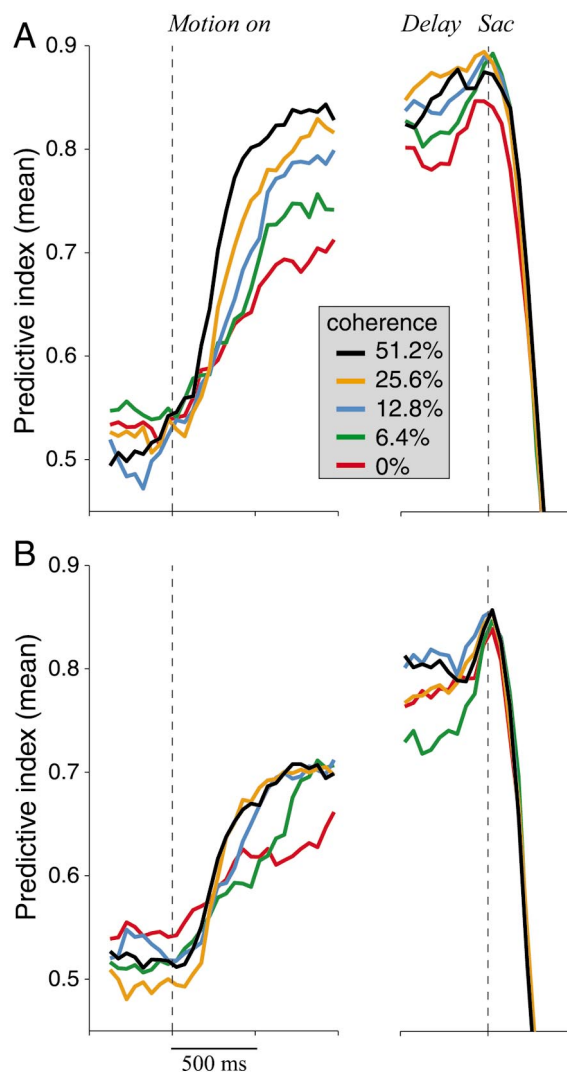 A
Motion on
Delay Sac
0.9
0.8
0.7
0.6
0.5
Predictive index (mean)
coherence
51.2%
25.6%
12.8%
6.4%
0%
B
0.9
0.8
0.7
0.6
0.5
Predictive index (mean)
500 ms